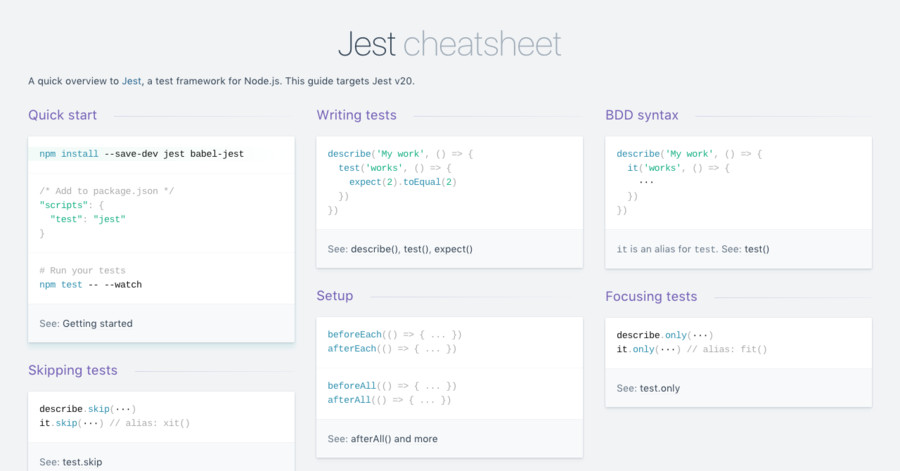 Jest cheatsheet
A quick overview to Jest, a test framework for Node.js. This guide targets Jest v20.
Quick start
npm install --save-dev jest babel-jest
/* Add to package.json */
"scripts": {
"test": "jest"
}
# Run your tests
npm test -- --watch
See: Getting started
Skipping tests
describe.skip(···)
it.skip(···) // alias: xit()
See: test.skip
Writing tests
describe('My work', () => {
test('works', () => {
expect(2).toEqual(2)
})
})
See: describe(), test(), expect()
Setup
beforeEach(() => { ... })
afterEach(() => { ... })
beforeAll(() => { ... })
afterAll(() => { ... })
See: afterAll() and more
BDD syntax
describe('My work', () => {
it('works', () => {
···
})
})
it is an alias for test. See: test()
Focusing tests
describe.only(···)
it.only(···) // alias: fit()
See: test.only